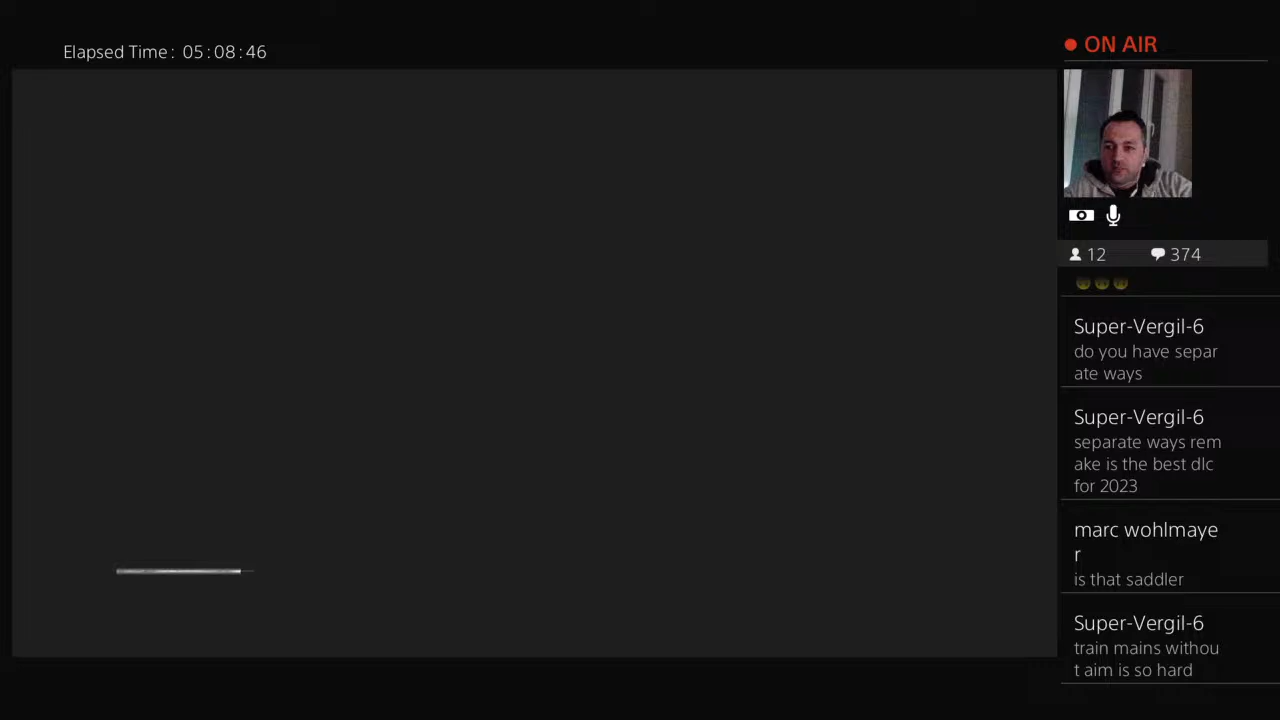 Elapsed Time: 05:08:46
ON AIR
12 374
Super-Vergil-6
do you have separ
ate ways
Super-Vergil-6
separate ways rem
ake is the best dlc
for 2023
marc wohlmaye
r
is that saddler
Super-Vergil-6
train mains withou
t aim is so hard